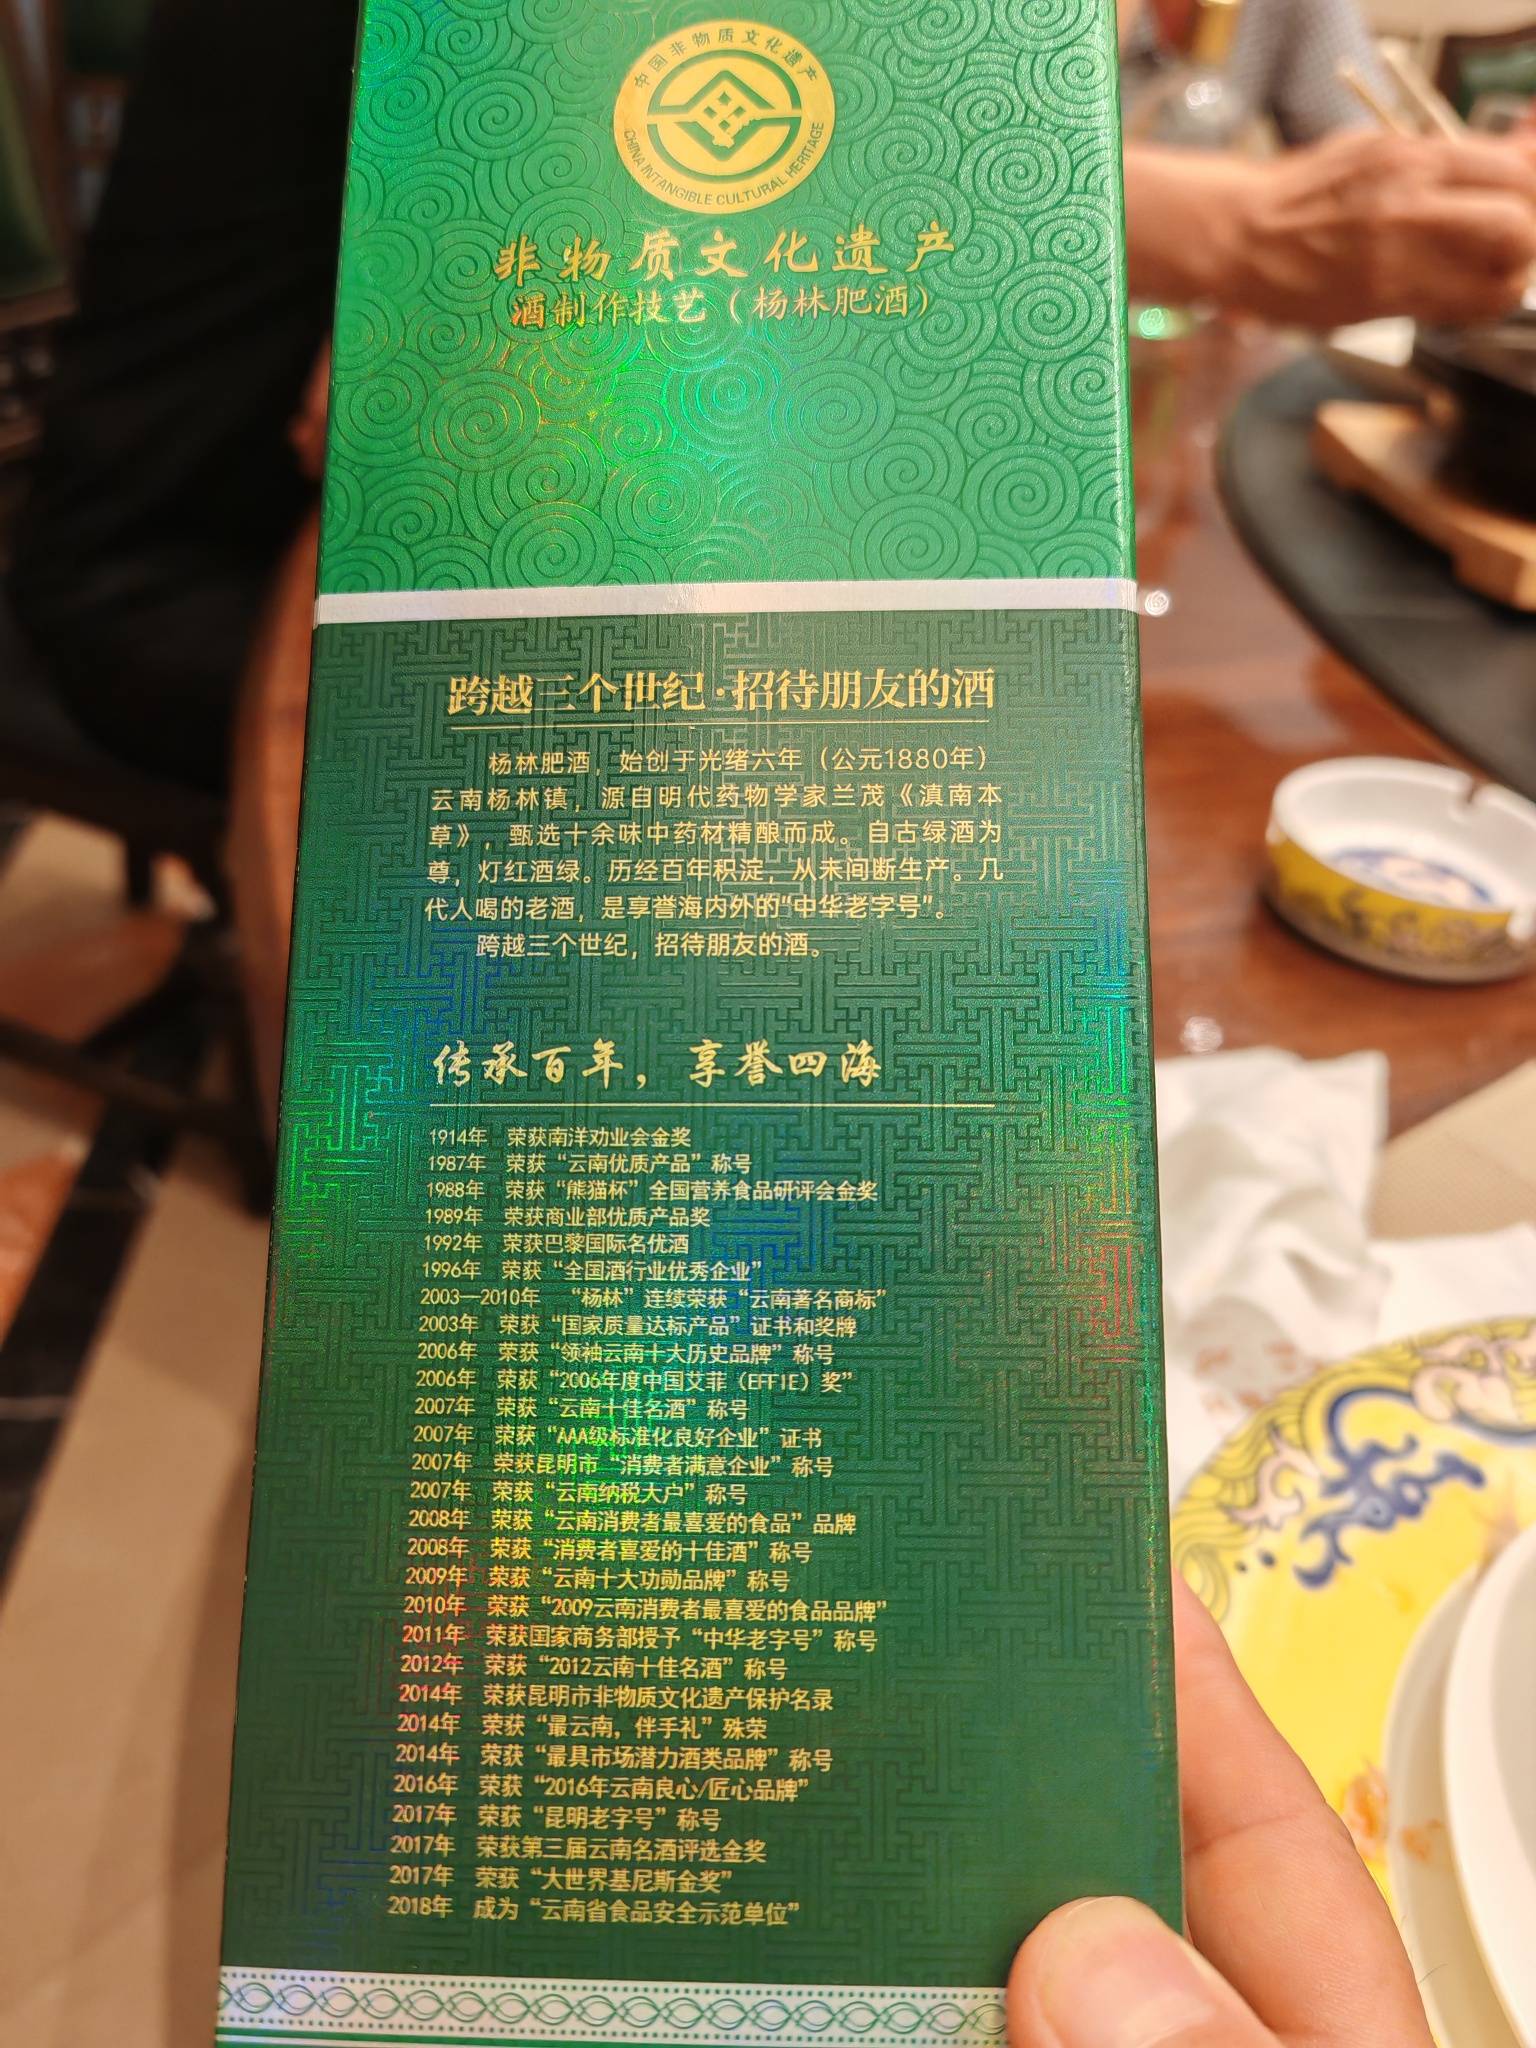 中国非物质文化遗产
CHINA INTANGIBLE CULTURAL HERITAGE
非物质文化遗产
酒制作技艺（杨林肥酒）
跨越三个世纪·招待朋友的酒
杨林肥酒，始创于光绪六年（公元1880年）
云南杨林镇，源自明代药物学家兰茂《滇南本
草》，甄选十余味中药材精酿而成。自古绿酒为
尊，灯红酒绿。历经百年积淀，从未间断生产。几
代人喝的老酒，是享誉海内外的“中华老字号”。
跨越三个世纪，招待朋友的酒。
传承百年，享誉四海
1914年 荣获南洋劝业会金奖
1987年 荣获“云南优质产品”称号
1988年 荣获“熊猫杯”全国营养食品研评会金奖
1989年 荣获商业部优质产品奖
1992年 荣获巴黎国际名优酒
1996年 荣获“全国酒行业优秀企业”
2003—2010年 “杨林”连续荣获“云南著名商标”
2003年 荣获“国家质量达标产品”证书和奖牌
2006年 荣获“领袖云南十大历史品牌”称号
2006年 荣获“2006年度中国艾菲（EFFIE）奖”
2007年 荣获“云南十佳名酒”称号
2007年 荣获“AAA级标准化良好企业”证书
2007年 荣获昆明市“消费者满意企业”称号
2007年 荣获“云南纳税大户”称号
2008年 荣获“云南消费者最喜爱的食品”品牌
2008年 荣获“消费者喜爱的十佳酒”称号
2009年 荣获“云南十大功勋品牌”称号
2010年 荣获“2009云南消费者最喜爱的食品品牌”
2011年 荣获国家商务部授予“中华老字号”称号
2012年 荣获“2012云南十佳名酒”称号
2014年 荣获昆明市非物质文化遗产保护名录
2014年 荣获“最云南，伴手礼”殊荣
2014年 荣获“最具市场潜力酒类品牌”称号
2016年 荣获“2016年云南良心/匠心品牌”
2017年 荣获“昆明老字号”称号
2017年 荣获第三届云南名酒评选金奖
2017年 荣获“大世界基尼斯金奖”
2018年 成为“云南省食品安全示范单位”